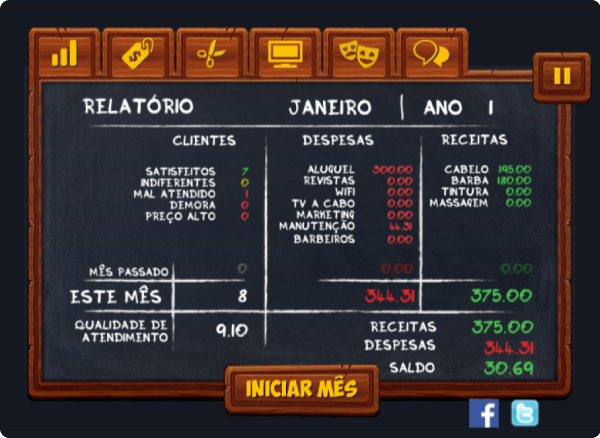 RELATÓRIO JANEIRO | ANO 1
CLIENTES DESPESAS RECEITAS
SATISFEITOS 7
INDIFERENTES 0
MAL ATENDIDO 1
DEMORA 0
PREÇO ALTO 0
ALUGUEL 300.00
REVISTAS 0.00
WIFI 0.00
TV A CABO 0.00
MARKETING 0.00
MANUTENÇÃO 44.31
BARBEIROS 0.00
CABELO 195.00
BARBA 180.00
TINTURA 0.00
MASSAGEM 0.00
MÊS PASSADO 0 0.00 0.00
ESTE MÊS 8 344.31 375.00
QUALIDADE DE
ATENDIMENTO 9.10
RECEITAS 375.00
DESPESAS 344.31
SALDO 30.69
INICIAR MÊS